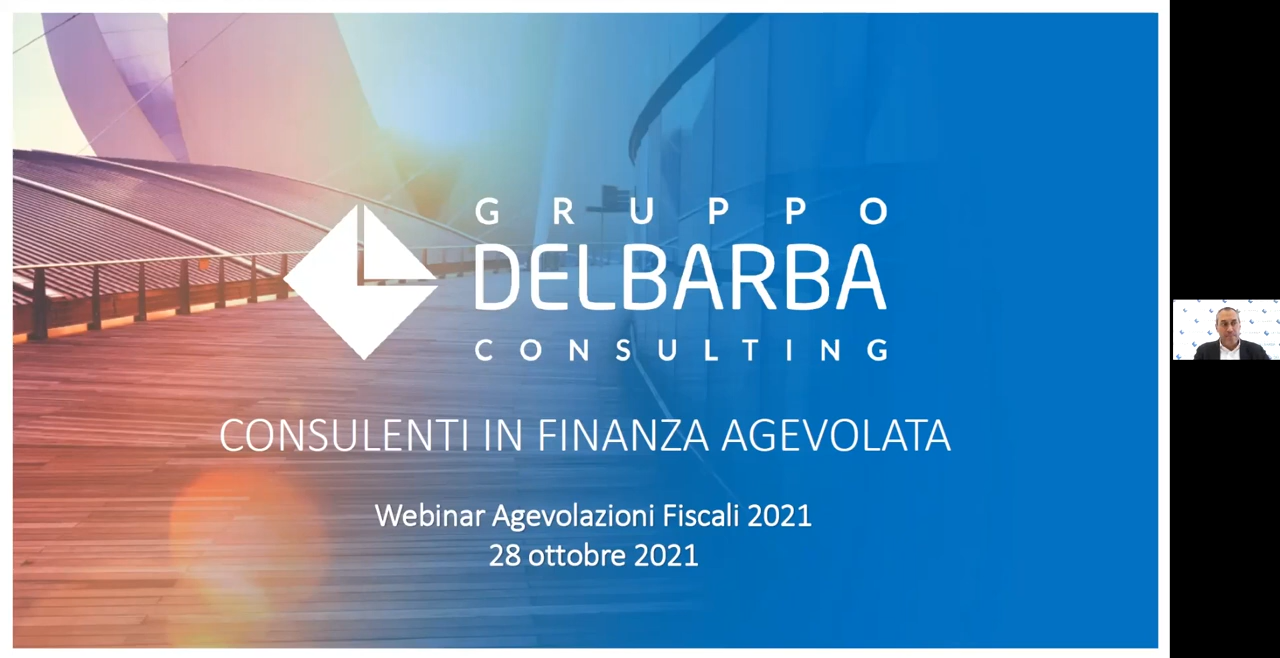 GRUPPO
DELBARBA
CONSULTING
CONSULENTI IN FINANZA AGEVOLATA
Webinar Agevolazioni Fiscali 2021
28 ottobre 2021